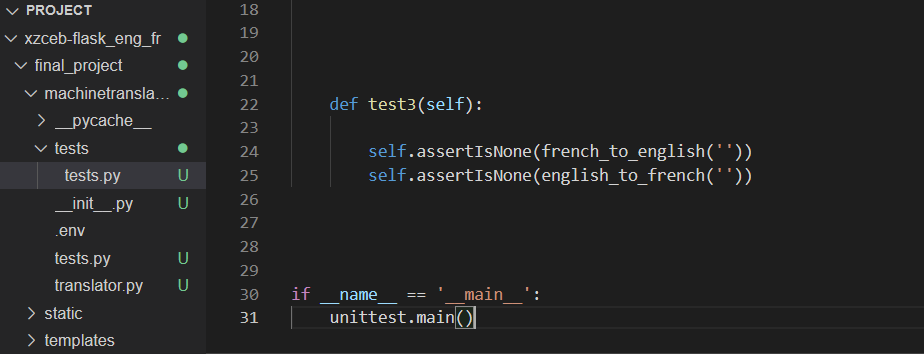 PROJECT
xzceb-flask_eng_fr
final_project
machinetransla...
__pycache__
tests
tests.py U
__init__.py U
.env
tests.py U
translator.py U
static
templates
18
19
20
21
22 def test3(self):
23
24 self.assertIsNone(french_to_english(''))
25 self.assertIsNone(english_to_french(''))
26
27
28
29
30 if __name__ == '__main__':
31 unittest.main()